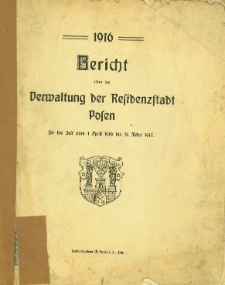 1916
Bericht
über die
Verwaltung der Residenzstadt
Posen
für die Zeit vom 1. April 1916 bis 31. März 1917.